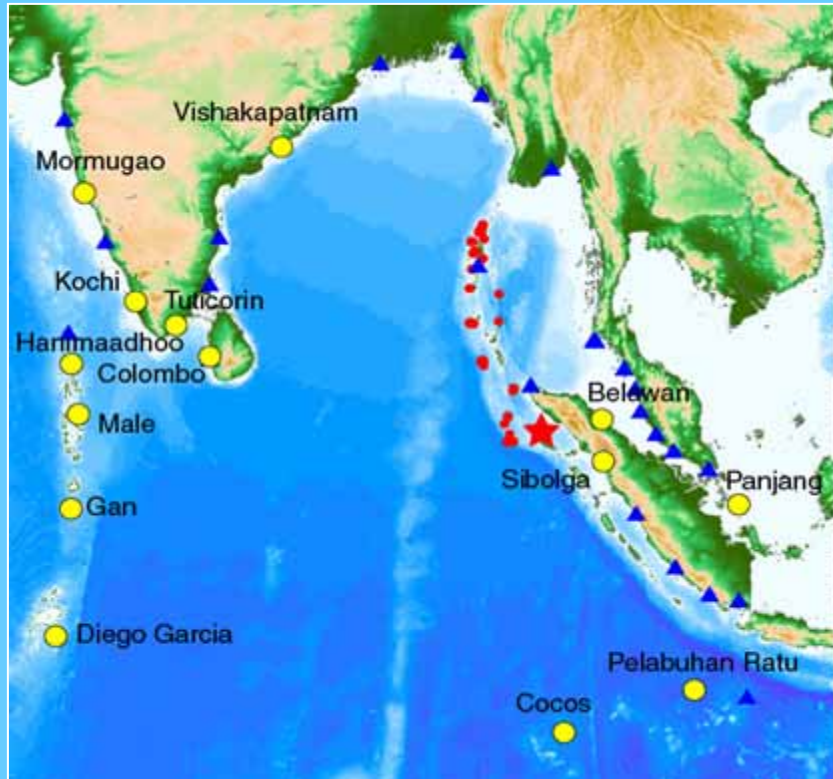 Vishakapatnam
Mormugao
Kochi
Tuticorin
Hanimaadhoo
Colombo
Belawan
Male
Sibolga
Panjang
Gan
Diego Garcia
Pelabuhan Ratu
Cocos